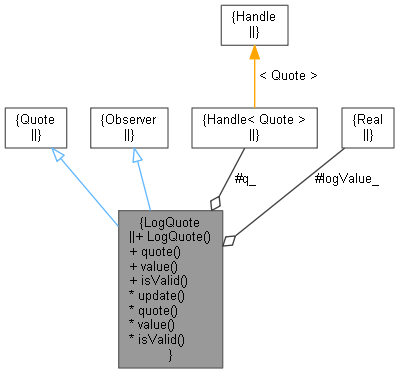 {Handle
||}
< Quote >
{Quote
||}
{Observer
||}
{Handle< Quote >
||}
{Real
||}
#q_
#logValue_
{LogQuote
||+ LogQuote()
+ quote()
+ value()
+ isValid()
* update()
* quote()
* value()
* isValid()
}